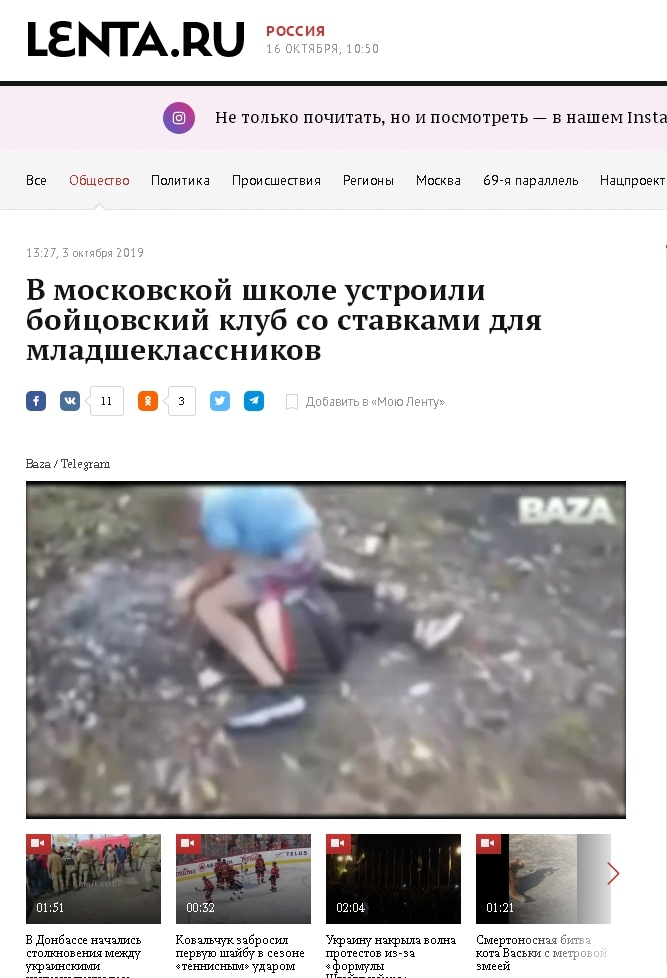 LENTA.RU
РОССИЯ
16 ОКТЯБРЯ, 10:50
Не только почитать, но и посмотреть — в нашем Insta
Все Общество Политика Происшествия Регионы Москва 69-я параллель Нацпроект
13:27, 3 октября 2019
В московской школе устроили
бойцовский клуб со ставками для
младшеклассников
11 3 Добавить в «Мою Ленту»
Baza / Telegram
BAZA
01:51 00:32 02:04 01:21
TELUS
В Донбассе начались
столкновения между
украинскими
Ковальчук забросил
первую шайбу в сезоне
«теннисным» ударом
Украину накрыла волна
протестов из-за
«формулы
Смертоносная битва
кота Васьки с метровой
змеей